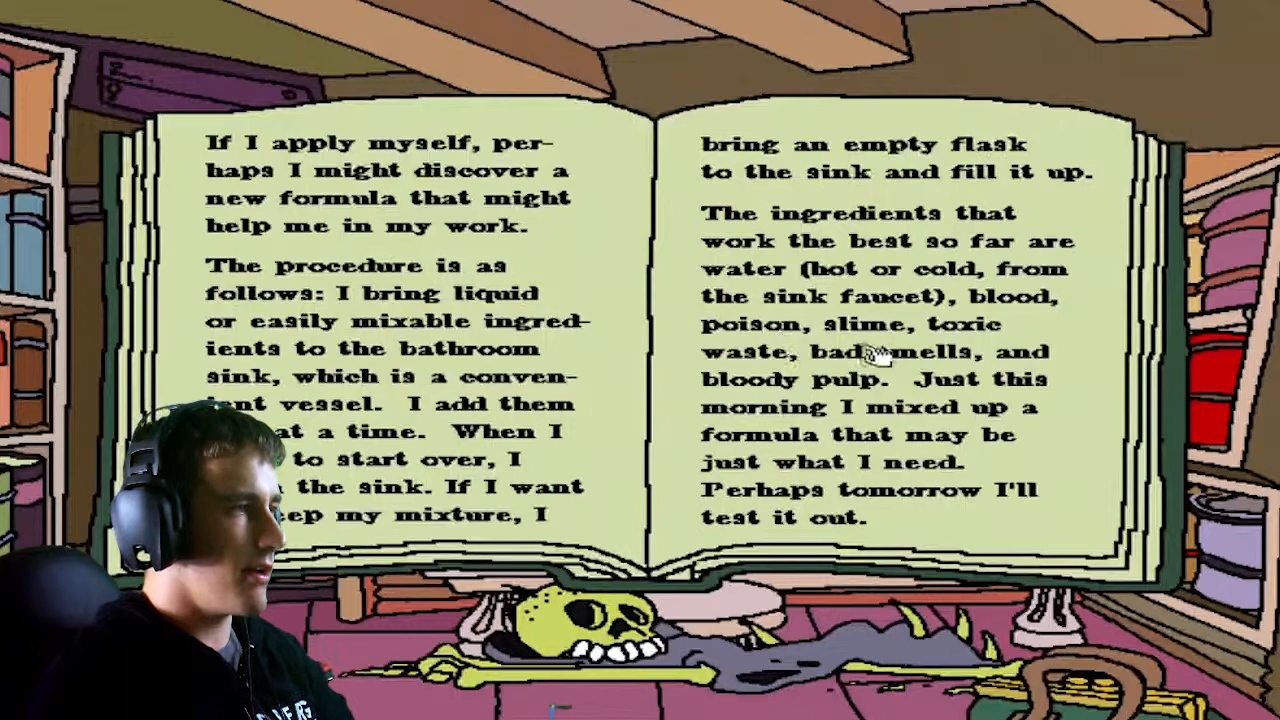 If I apply myself, per-
haps I might discover a
new formula that might
help me in my work.
The procedure is as
follows: I bring liquid
or easily mixable ingred-
ients to the bathroom
sink, which is a conven-
ient vessel. I add them
at a time. When I
to start over, I
the sink. If I want
my mixture, I
bring an empty flask
to the sink and fill it up.
The ingredients that
work the best so far are
water (hot or cold, from
the sink faucet), blood,
poison, slime, toxic
waste, bad smells, and
bloody pulp. Just this
morning I mixed up a
formula that may be
just what I need.
Perhaps tomorrow I'll
test it out.